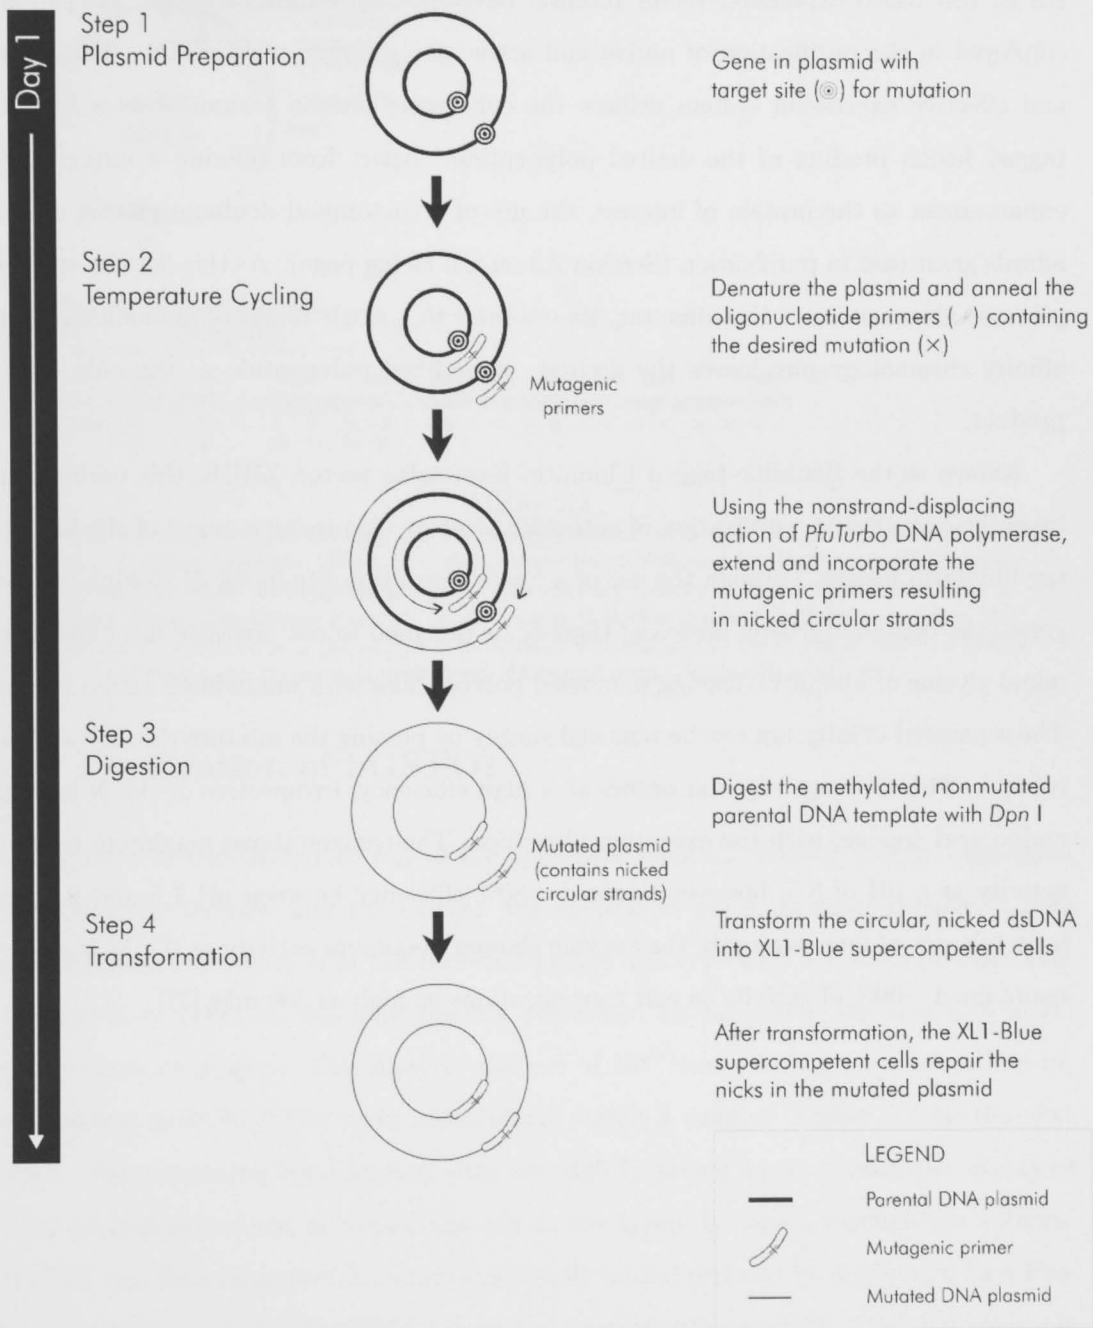 Day 1
Step 1
Plasmid Preparation
Gene in plasmid with
target site ( ) for mutation
Step 2
Temperature Cycling
Denature the plasmid and anneal the
oligonucleotide primers ( ) containing
the desired mutation (×)
Mutagenic
primers
Using the nonstrand-displacing
action of PfuTurbo DNA polymerase,
extend and incorporate the
mutagenic primers resulting
in nicked circular strands
Step 3
Digestion
Digest the methylated, nonmutated
parental DNA template with Dpn I
Mutated plasmid
(contains nicked
circular strands)
Step 4
Transformation
Transform the circular, nicked dsDNA
into XL1-Blue supercompetent cells
After transformation, the XL1-Blue
supercompetent cells repair the
nicks in the mutated plasmid
LEGEND
Parental DNA plasmid
Mutagenic primer
Mutated DNA plasmid